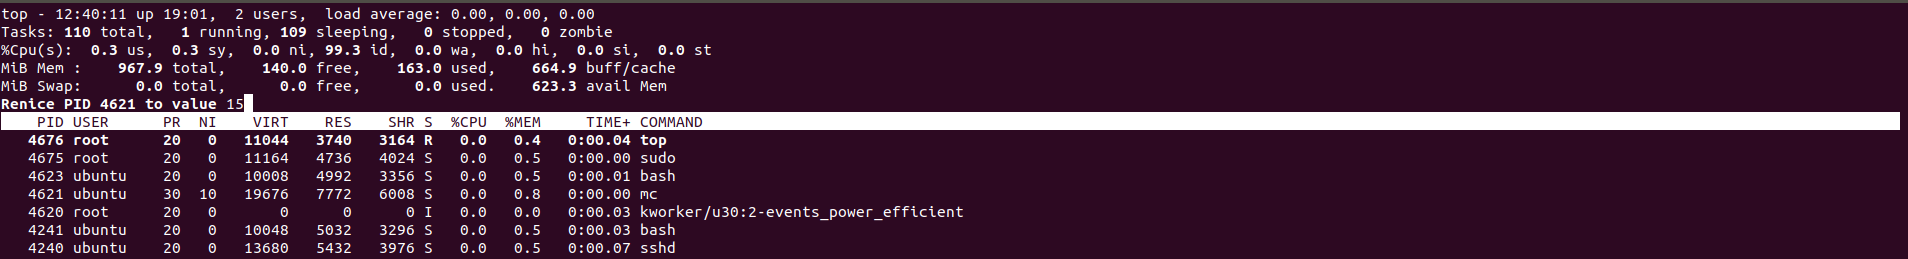 top - 12:40:11 up 19:01,  2 users,  load average: 0.00, 0.00, 0.00
Tasks: 110 total,   1 running, 109 sleeping,   0 stopped,   0 zombie
%Cpu(s):  0.3 us,  0.3 sy,  0.0 ni, 99.3 id,  0.0 wa,  0.0 hi,  0.0 si,  0.0 st
MiB Mem :    967.9 total,    140.0 free,    163.0 used,    664.9 buff/cache
MiB Swap:      0.0 total,      0.0 free,      0.0 used.    623.3 avail Mem
Renice PID 4621 to value 15
    PID USER      PR  NI    VIRT    RES    SHR S  %CPU  %MEM     TIME+ COMMAND
   4676 root      20   0   11044   3740   3164 R   0.0   0.4   0:00.04 top
   4675 root      20   0   11164   4736   4024 S   0.0   0.5   0:00.00 sudo
   4623 ubuntu    20   0   10008   4992   3356 S   0.0   0.5   0:00.01 bash
   4621 ubuntu    30  10   19676   7772   6008 S   0.0   0.8   0:00.00 mc
   4620 root      20   0       0      0      0 I   0.0   0.0   0:00.03 kworker/u30:2-events_power_efficient
   4241 ubuntu    20   0   10048   5032   3296 S   0.0   0.5   0:00.03 bash
   4240 ubuntu    20   0   13680   5432   3976 S   0.0   0.5   0:00.07 sshd